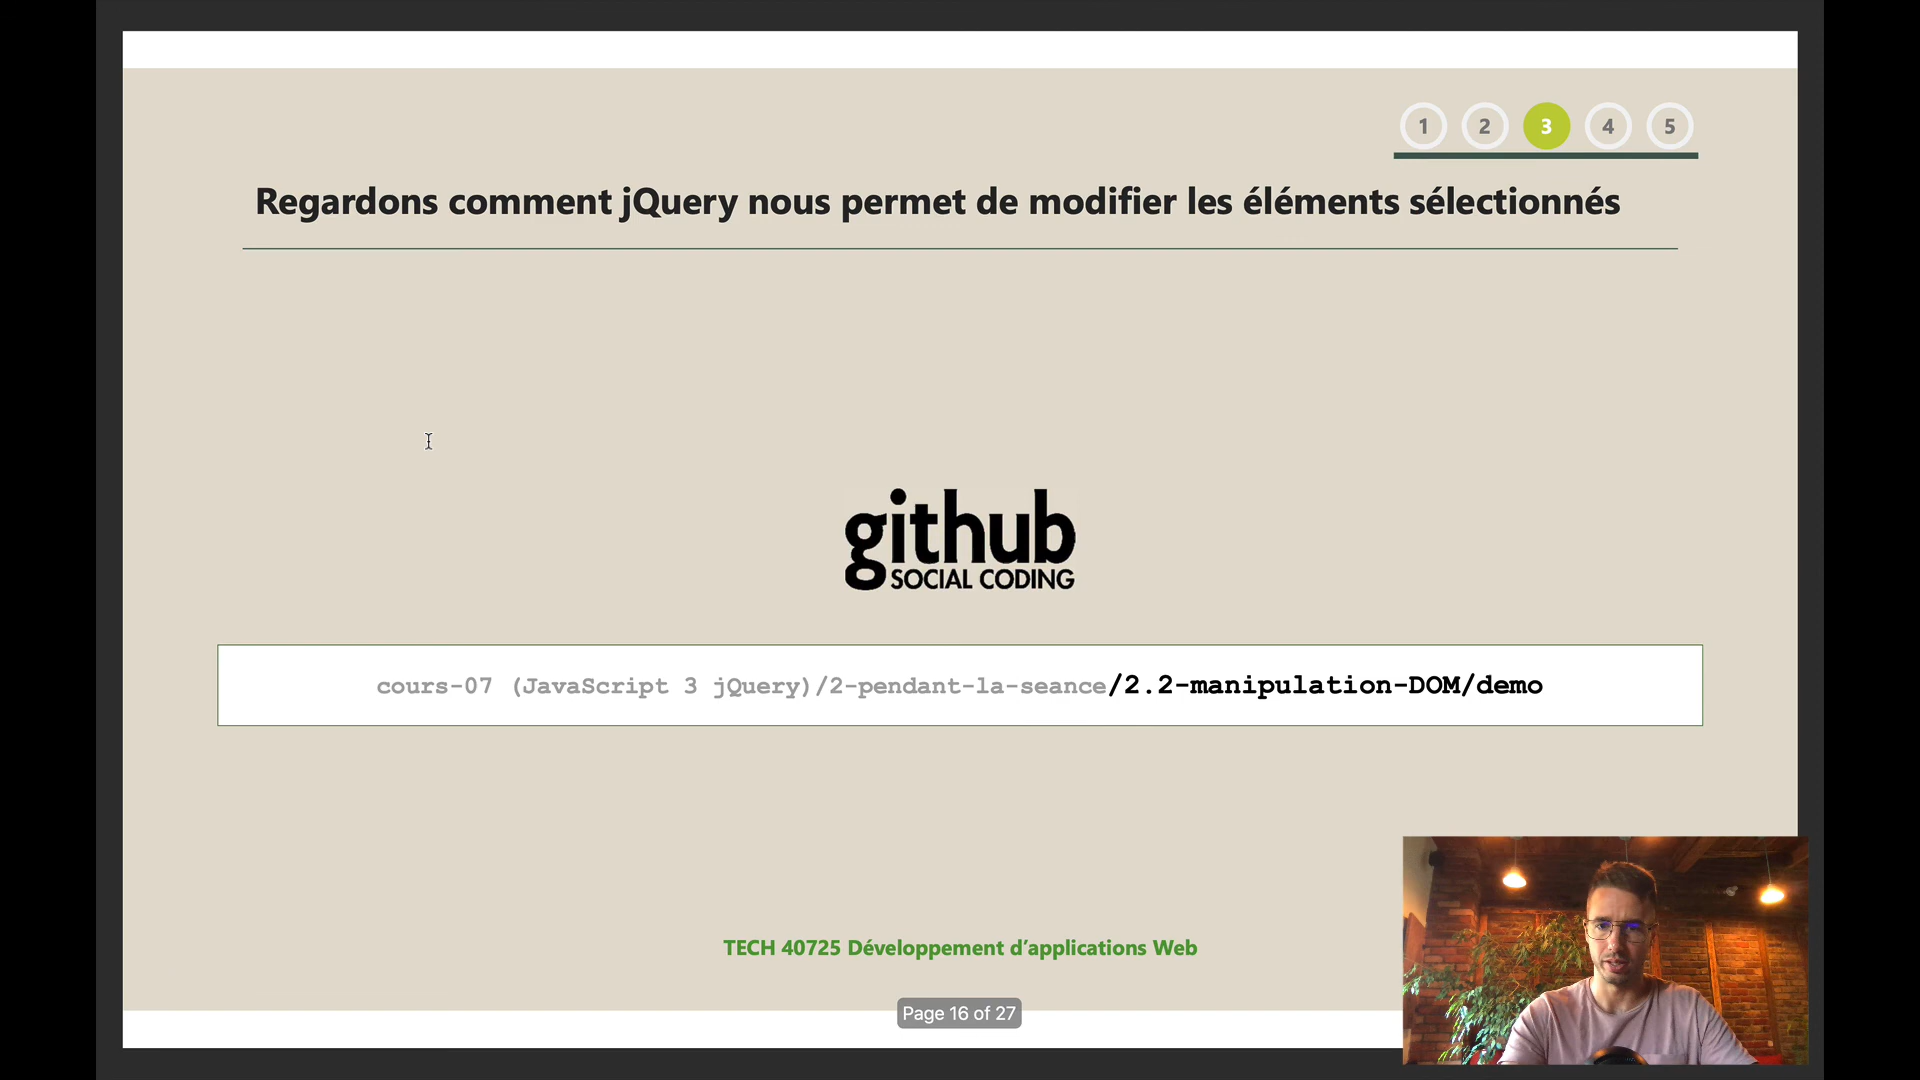 1 2 3 4 5
Regardons comment jQuery nous permet de modifier les éléments sélectionnés
github
SOCIAL CODING
cours-07 (JavaScript 3 jQuery)/2-pendant-la-seance/2.2-manipulation-DOM/demo
TECH 40725 Développement d’applications Web
Page 16 of 27